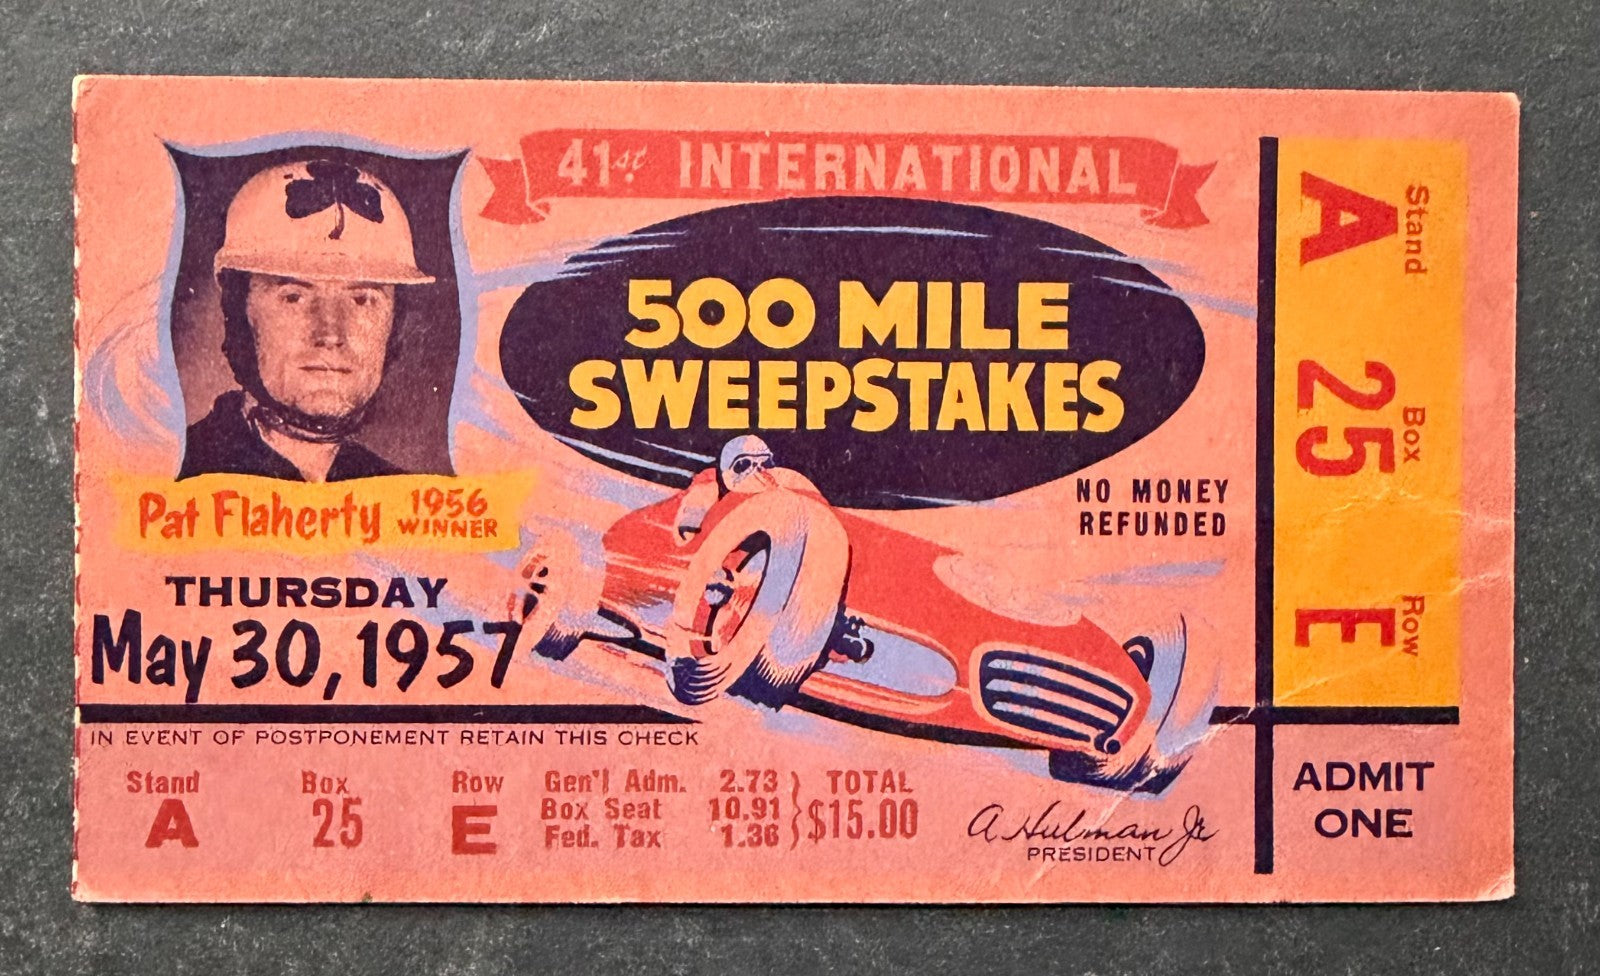 41st INTERNATIONAL
500 MILE
SWEEPSTAKES
Pat Flaherty 1956 WINNER
NO MONEY
REFUNDED
THURSDAY
May 30, 1957
IN EVENT OF POSTPONEMENT RETAIN THIS CHECK
Stand Box Row
A 25 E
Gen'l Adm. 2.73
Box Seat 10.91
Fed. Tax 1.36
TOTAL
$15.00
A Hulman Jr
PRESIDENT
Stand
A
Box
25
Row
E
ADMIT
ONE